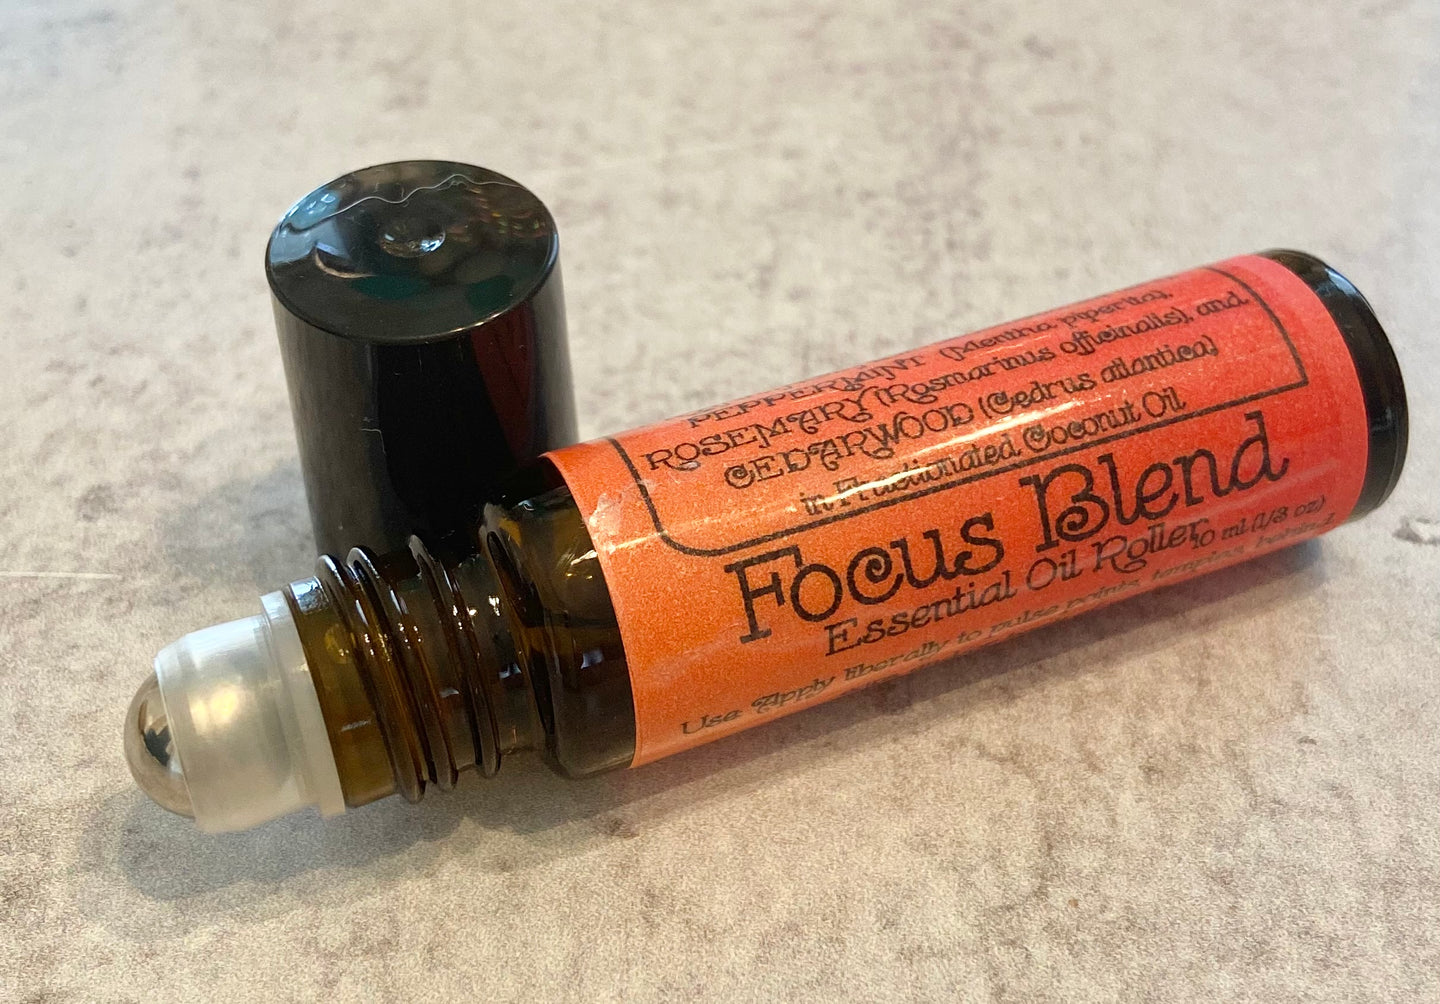 PEPPERMINT (Mentha piperita),
ROSEMARY (Rosmarinus officinalis), and
CEDARWOOD (Cedrus atlantica)
in Fractionated Coconut Oil
Focus Blend
Essential Oil Roller
10 ml (1/3 oz)
Use Apply liberally to pulse points, temples, behind